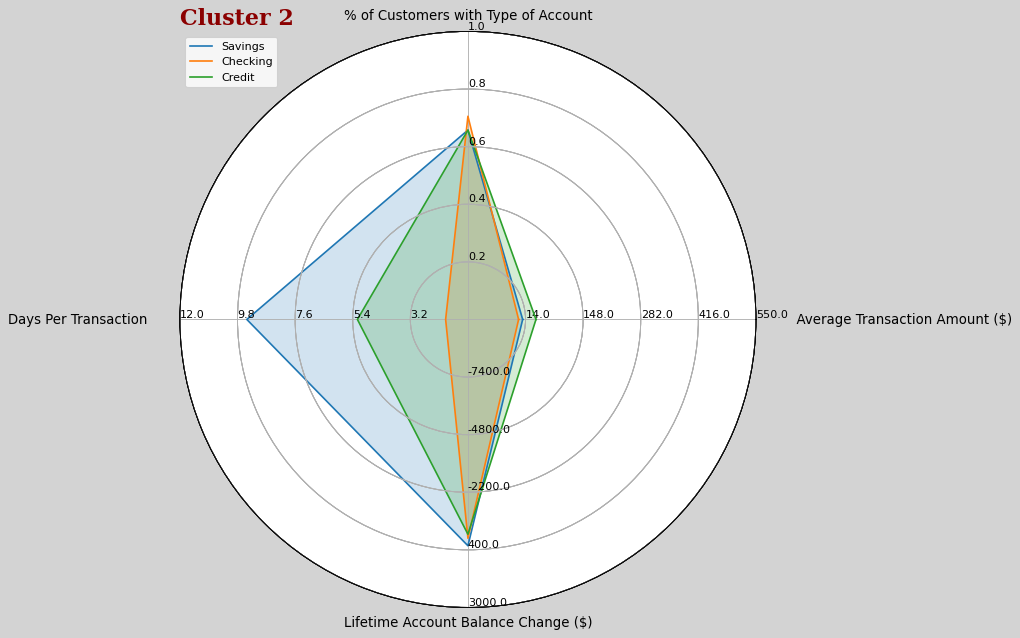 Cluster 2
% of Customers with Type of Account
Savings
Checking
Credit
1.0
0.8
0.6
0.4
0.2
Days Per Transaction
12.0
9.8
7.6
5.4
3.2
14.0
148.0
282.0
416.0
550.0
Average Transaction Amount ($)
-7400.0
-4800.0
-2200.0
400.0
3000.0
Lifetime Account Balance Change ($)